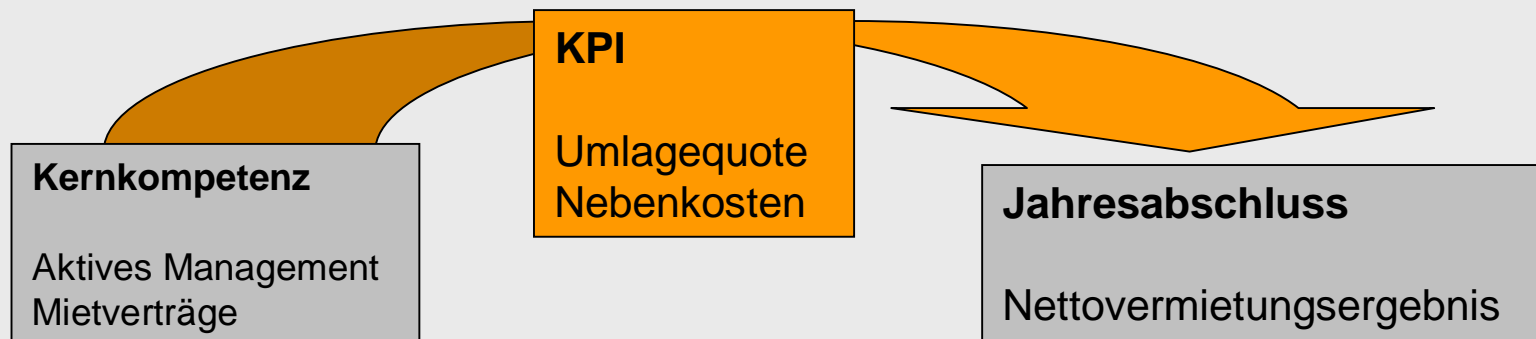 KPI
Umlagequote
Nebenkosten
Kernkompetenz
Aktives Management
Mietverträge
Jahresabschluss
Nettovermietungsergebnis